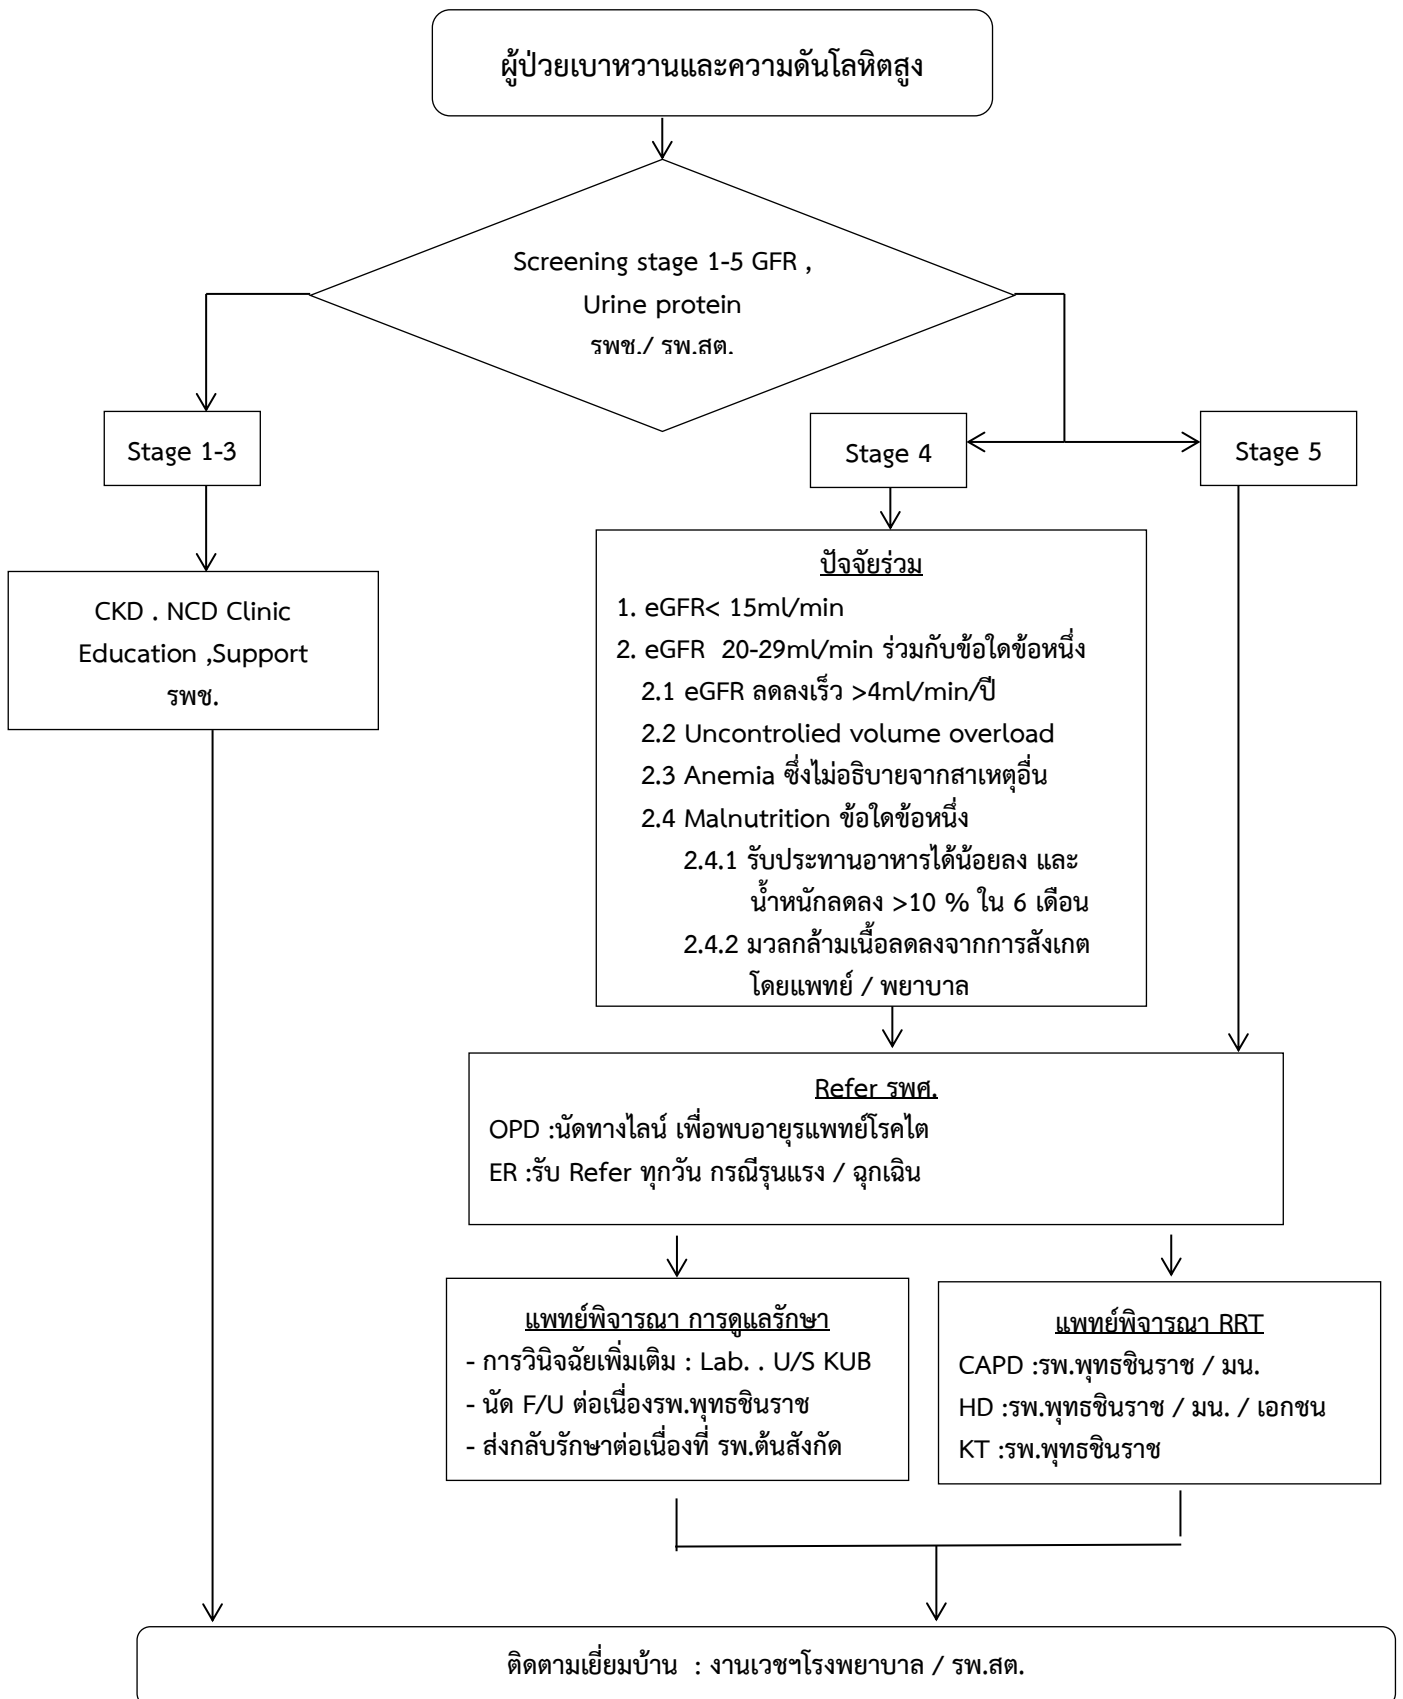 ผู้ป่วยเบาหวานและความดันโลหิตสูง
Screening stage 1-5 GFR ,
Urine protein
รพช./ รพ.สต.
Stage 1-3
Stage 4
Stage 5
CKD . NCD Clinic
Education ,Support
รพช.
ปัจจัยร่วม
1. eGFR< 15ml/min
2. eGFR 20-29ml/min ร่วมกับข้อใดข้อหนึ่ง
2.1 eGFR ลดลงเร็ว >4ml/min/ปี
2.2 Uncontrolied volume overload
2.3 Anemia ซึ่งไม่อธิบายจากสาเหตุอื่น
2.4 Malnutrition ข้อใดข้อหนึ่ง
2.4.1 รับประทานอาหารได้น้อยลง และ
น้ำหนักลดลง >10 % ใน 6 เดือน
2.4.2 มวลกล้ามเนื้อลดลงจากการสังเกต
โดยแพทย์ / พยาบาล
Refer รพศ.
OPD :นัดทางไลน์ เพื่อพบอายุรแพทย์โรคไต
ER :รับ Refer ทุกวัน กรณีรุนแรง / ฉุกเฉิน
แพทย์พิจารณา การดูแลรักษา
- การวินิจฉัยเพิ่มเติม : Lab. . U/S KUB
- นัด F/U ต่อเนื่องรพ.พุทธชินราช
- ส่งกลับรักษาต่อเนื่องที่ รพ.ต้นสังกัด
แพทย์พิจารณา RRT
CAPD :รพ.พุทธชินราช / มน.
HD :รพ.พุทธชินราช / มน. / เอกชน
KT :รพ.พุทธชินราช
ติดตามเยี่ยมบ้าน : งานเวชฯโรงพยาบาล / รพ.สต.